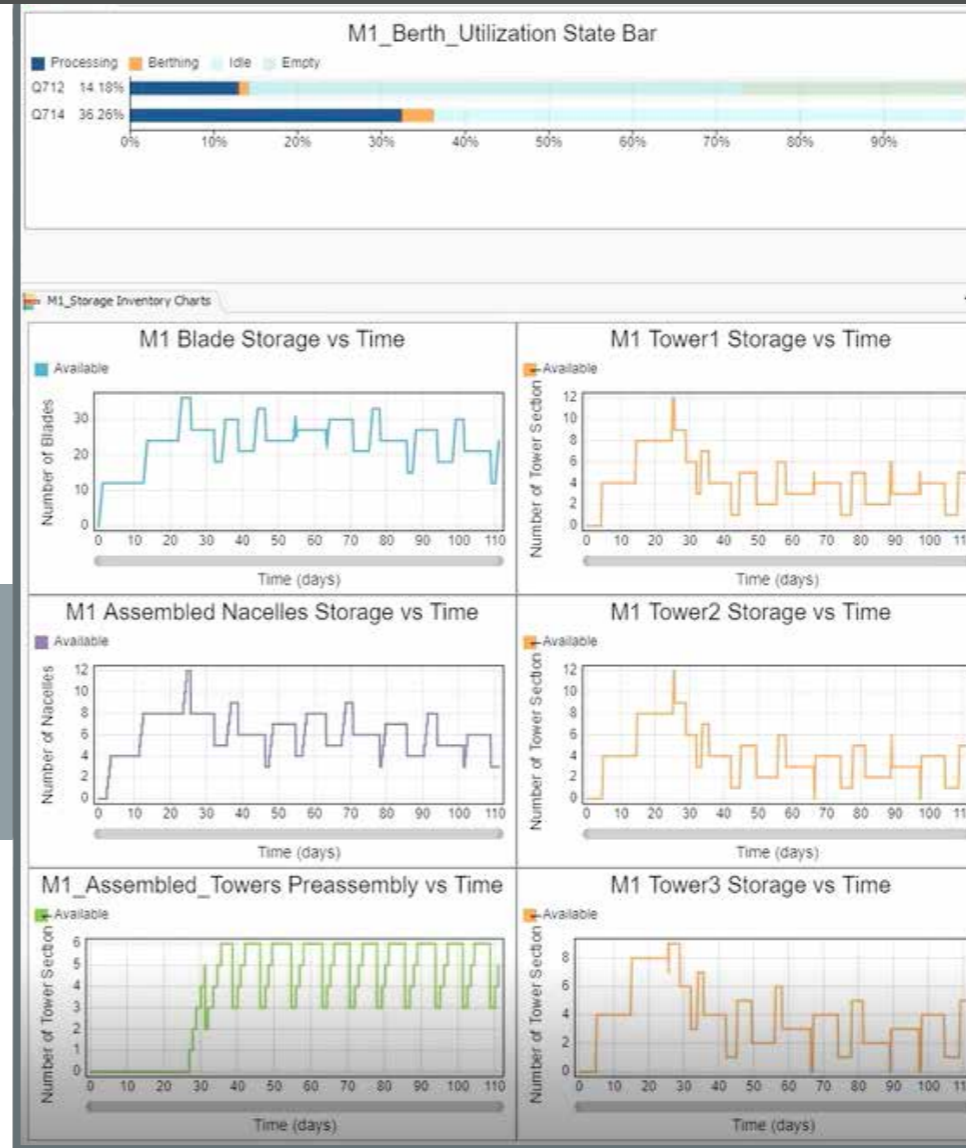 M1_Berth_Utilization State Bar
Processing Berthing Idle Empty
Q712 14.18%
Q714 36.26%
0% 10% 20% 30% 40% 50% 60% 70% 80% 90%
M1_Storage Inventory Charts
M1 Blade Storage vs Time
Available
Number of Blades
30
20
10
0
0 10 20 30 40 50 60 70 80 90 100 110
Time (days)
M1 Tower1 Storage vs Time
Available
Number of Tower Section
12
10
8
6
4
2
0
0 10 20 30 40 50 60 70 80 90 100 11
Time (days)
M1 Assembled Nacelles Storage vs Time
Available
Number of Nacelles
12
10
8
6
4
2
0
0 10 20 30 40 50 60 70 80 90 100 110
Time (days)
M1 Tower2 Storage vs Time
Available
Number of Tower Section
12
10
8
6
4
2
0
0 10 20 30 40 50 60 70 80 90 100 11
Time (days)
M1_Assembled_Towers Preassembly vs Time
Available
Number of Tower Section
6
5
4
3
2
1
0
0 10 20 30 40 50 60 70 80 90 100 110
Time (days)
M1 Tower3 Storage vs Time
Available
Number of Tower Section
8
6
4
2
0
0 10 20 30 40 50 60 70 80 90 100 11
Time (days)